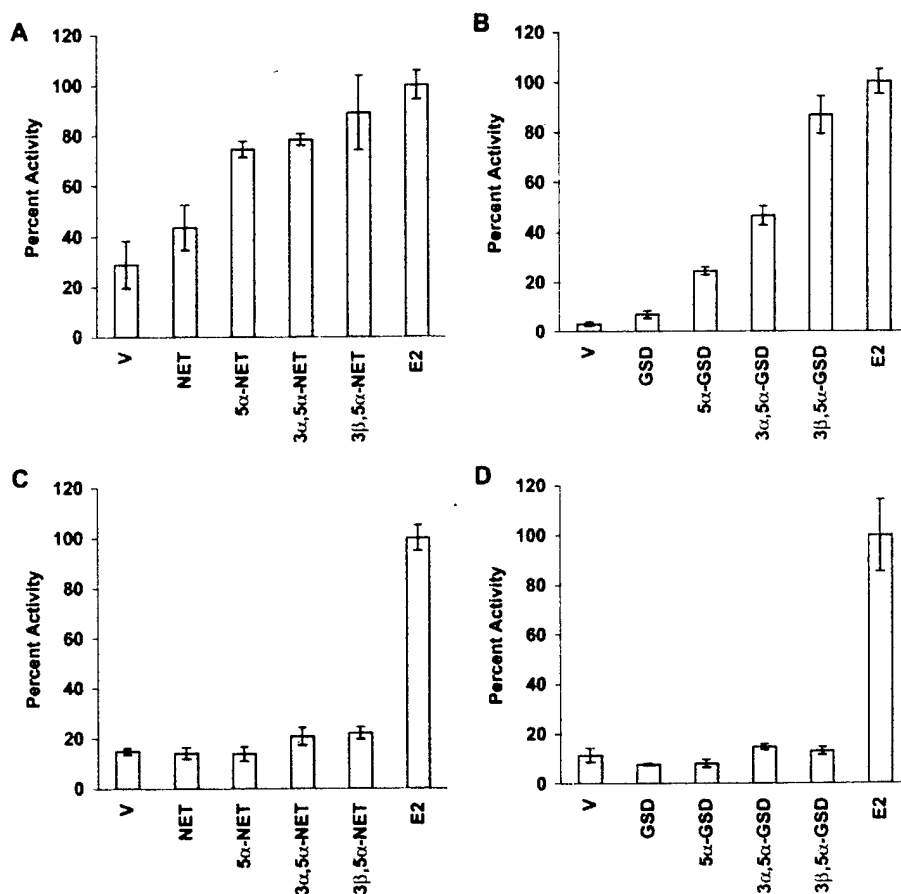 A
120
100
80
60
40
20
0
Percent Activity
V
NET
5α-NET
3α,5α-NET
3β,5α-NET
E2
B
120
100
80
60
40
20
0
Percent Activity
V
GSD
5α-GSD
3α,5α-GSD
3β,5α-GSD
E2
C
120
100
80
60
40
20
0
Percent Activity
V
NET
5α-NET
3α,5α-NET
3β,5α-NET
E2
D
120
100
80
60
40
20
0
Percent Activity
V
GSD
5α-GSD
3α,5α-GSD
3β,5α-GSD
E2